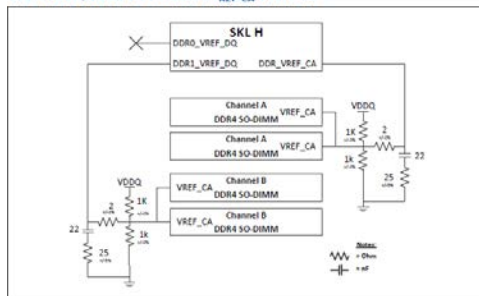 SKL H
DDR0_VREF_DQ
DDR1_VREF_DQ DDR_VREF_CA
Channel A
VREF_CA
DDR4 SO-DIMM
Channel A
VREF_CA
DDR4 SO-DIMM
VDDQ
1K
2
1k
22
25
Channel B
VREF_CA
DDR4 SO-DIMM
Channel B
VREF_CA
DDR4 SO-DIMM
VDDQ
1K
2
1k
22
25
Notes:
= Ohm
= nF